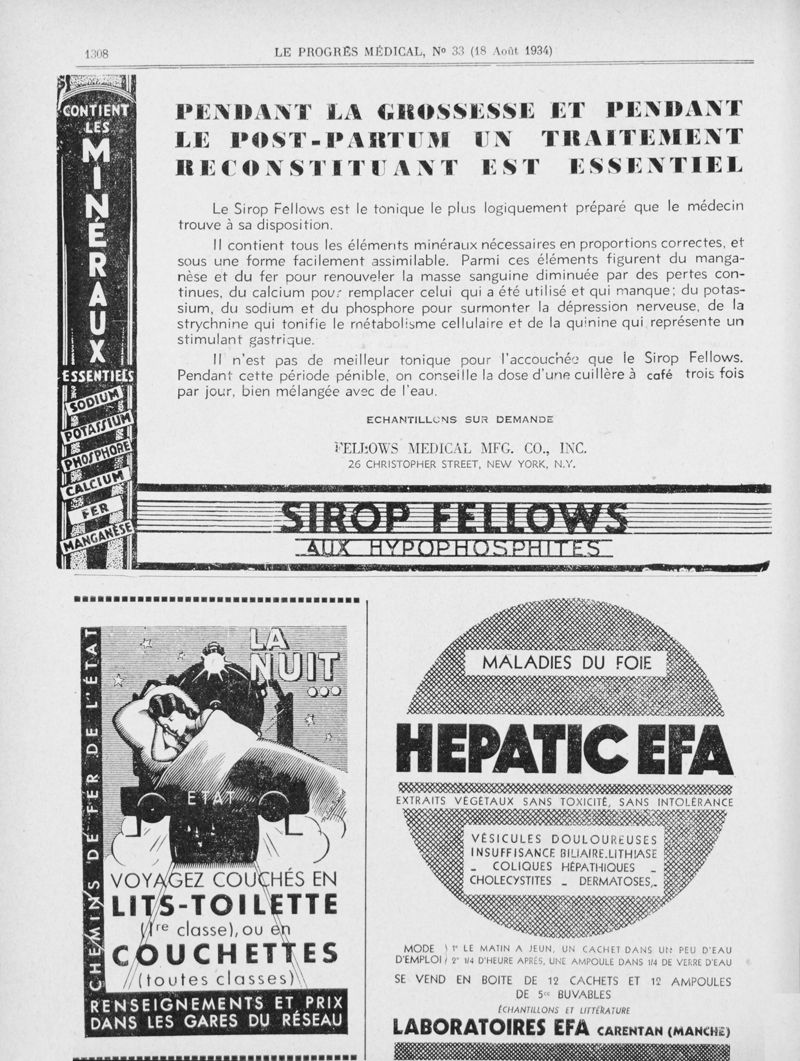 1308
LE PROGRÈS MÉDICAL, No 33 (18 Août 1934)
CONTIENT
LES
MINÉRAUX
ESSENTIELS
SODIUM
POTASSIUM
PHOSPHORE
CALCIUM
FER
MANGANÈSE
PENDANT LA GROSSESSE ET PENDANT
LE POST-PARTUM UN TRAITEMENT
RECONSTITUANT EST ESSENTIEL
Le Sirop Fellows est le tonique le plus logiquement préparé que le médecin
trouve à sa disposition.
Il contient tous les éléments minéraux nécessaires en proportions correctes, et
sous une forme facilement assimilable. Parmi ces éléments figurent du manga-
nèse et du fer pour renouveler la masse sanguine diminuée par des pertes con-
tinues, du calcium pour remplacer celui qui a été utilisé et qui manque; du potas-
sium, du sodium et du phosphore pour surmonter la dépression nerveuse, de la
strychnine qui tonifie le métabolisme cellulaire et de la quinine qui représente un
stimulant gastrique.
Il n'est pas de meilleur tonique pour l'accouchée que le Sirop Fellows.
Pendant cette période pénible, on conseille la dose d'une cuillère à café trois fois
par jour, bien mélangée avec de l'eau.
ECHANTILLONS SUR DEMANDE
FELLOWS MEDICAL MFG. CO., INC.
26 CHRISTOPHER STREET, NEW YORK, N.Y.
SIROP FELLOWS
AUX HYPOPHOSPHITES
CHEMINS DE FER DE L'ÉTAT
LA
NUIT...
ETAT
VOYAGEZ COUCHÉS EN
LITS-TOILETTE
(1re classe), ou en
COUCHETTES
(toutes classes)
RENSEIGNEMENTS ET PRIX
DANS LES GARES DU RÉSEAU
MALADIES DU FOIE
HEPATIC EFA
EXTRAITS VÉGÉTAUX SANS TOXICITÉ, SANS INTOLÉRANCE
VÉSICULES DOULOUREUSES
INSUFFISANCE BILIAIRE. LITHIASE
_ COLIQUES HÉPATHIQUES _
CHOLECYSTITES _ DERMATOSES._
MODE ) 1° LE MATIN A JEUN, UN CACHET DANS UN PEU D'EAU
D'EMPLOI ) 2° 1/4 D'HEURE APRÈS, UNE AMPOULE DANS 1/4 DE VERRE D'EAU
SE VEND EN BOITE DE 12 CACHETS ET 12 AMPOULES
DE 5cc BUVABLES
ÉCHANTILLONS ET LITTÉRATURE
LABORATOIRES EFA CARENTAN (MANCHE)